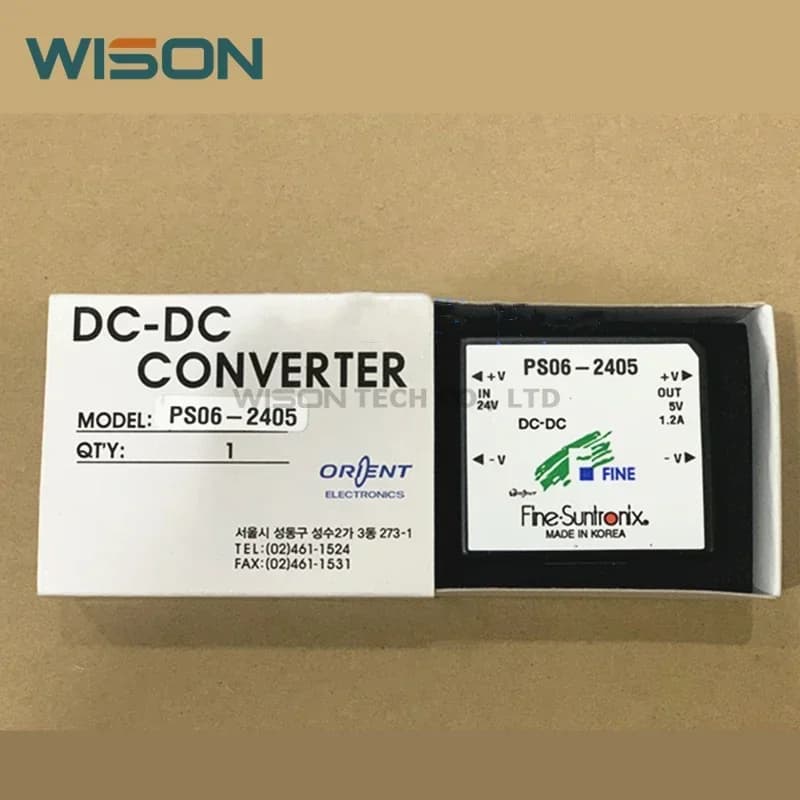 WISON
DC-DC
CONVERTER
MODEL: PS06-2405
QT'Y: 1
ORIENT
ELECTRONICS
서울시 성동구 성수2가 3동 273-1
TEL:(02)461-1524
FAX:(02)461-1531
WISON TECH CO., LTD
PS06-2405
◀+V
IN
24V
+V▶
OUT
5V
1.2A
DC-DC
◀-V
-V▶
FINE
Fine-Suntronix
MADE IN KOREA